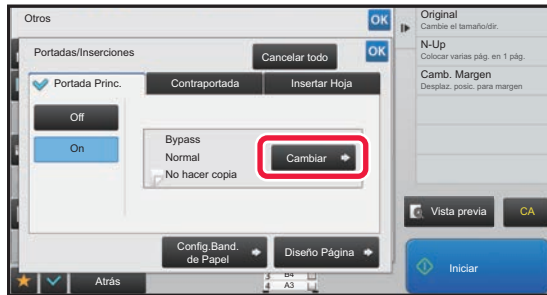 Otros
OK
Portadas/Inserciones
Cancelar todo
OK
Portada Princ.
Contraportada
Insertar Hoja
Off
On
Bypass
Normal
No hacer copia
Cambiar
Config.Band.
de Papel
Diseño Página
Atrás
3 B4
4 A3
Original
Cambie el tamaño/dir.
N-Up
Colocar varias pág. en 1 pág.
Camb. Margen
Desplaz. posic. para margen
Vista previa
CA
Iniciar